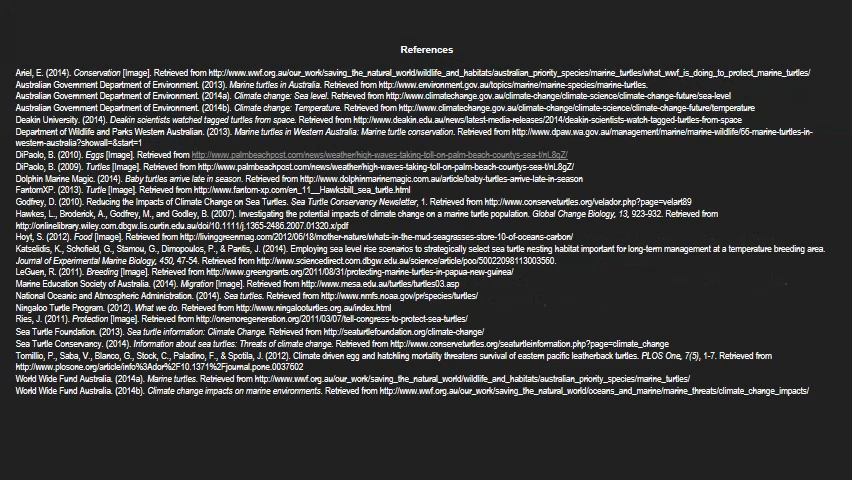 References
Ariel, E. (2014). Conservation [Image]. Retrieved from http://www.wwf.org.au/our_work/saving_the_natural_world/wildlife_and_habitats/australian_priority_species/marine_turtles/what_wwf_is_doing_to_protect_marine_turtles/
Australian Government Department of Environment. (2013). Marine turtles in Australia. Retrieved from http://www.environment.gov.au/topics/marine/marine-species/marine-turtles.
Australian Government Department of Environment. (2014a). Climate change: Sea level. Retrieved from http://www.climatechange.gov.au/climate-change/climate-science/climate-change-future/sea-level
Australian Government Department of Environment. (2014b). Climate change: Temperature. Retrieved from http://www.climatechange.gov.au/climate-change/climate-science/climate-change-future/temperature
Deakin University. (2014). Deakin scientists watched tagged turtles from space. Retrieved from http://www.deakin.edu.au/news/latest-media-releases/2014/deakin-scientists-watch-tagged-turtles-from-space
Department of Wildlife and Parks Western Australian. (2013). Marine turtles in Western Australia: Marine turtle conservation. Retrieved from http://www.dpaw.wa.gov.au/management/marine/marine-wildlife/66-marine-turtles-in-
western-australia?showall=&start=1
DiPaolo, B. (2010). Eggs [Image]. Retrieved from http://www.palmbeachpost.com/news/weather/high-waves-taking-toll-on-palm-beach-countys-sea-t/nL8gZ/
DiPaolo, B. (2009). Turtles [Image]. Retrieved from http://www.palmbeachpost.com/news/weather/high-waves-taking-toll-on-palm-beach-countys-sea-t/nL8gZ/
Dolphin Marine Magic. (2014). Baby turtles arrive late in season. Retrieved from http://www.dolphinmarinemagic.com.au/article/baby-turtles-arrive-late-in-season
FantomXP. (2013). Turtle [Image]. Retrieved from http://www.fantom-xp.com/en_11__Hawksbill_sea_turtle.html
Godfrey, D. (2010). Reducing the Impacts of Climate Change on Sea Turtles. Sea Turtle Conservancy Newsletter, 1. Retrieved from http://www.conserveturtles.org/velador.php?page=velart89
Hawkes, L., Broderick, A., Godfrey, M., and Godley, B. (2007). Investigating the potential impacts of climate change on a marine turtle population. Global Change Biology, 13, 923-932. Retrieved from
http://onlinelibrary.wiley.com.dbgw.lis.curtin.edu.au/doi/10.1111/j.1365-2486.2007.01320.x/pdf
Hoyt, S. (2012). Food [Image]. Retrieved from http://livinggreenmag.com/2012/06/18/mother-nature/whats-in-the-mud-seagrasses-store-10-of-oceans-carbon/
Katselidis, K., Schofield, G., Stamou, G., Dimopoulos, P., & Pantis, J. (2014). Employing sea level rise scenarios to strategically select sea turtle nesting habitat important for long-term management at a temperature breeding area.
Journal of Experimental Marine Biology, 450, 47-54. Retrieved from http://www.sciencedirect.com.dbgw.lis.curtin.edu.au/science/article/poo/S0022098113003560.
LeGuen, R. (2011). Breeding [Image]. Retrieved from http://www.greengrants.org/2011/08/31/protecting-marine-turtles-in-papua-new-guinea/
Marine Education Society of Australia. (2014). Migration [Image]. Retrieved from http://www.mesa.edu.au/turtles/turtles03.asp
National Oceanic and Atmospheric Administration. (2014). Sea turtles. Retrieved from http://www.nmfs.noaa.gov/pr/species/turtles/
Ningaloo Turtle Program. (2012). What we do. Retrieved from http://www.ningalooturtles.org.au/index.html
Ries, J. (2011). Protection [Image]. Retrieved from http://onemoregeneration.org/2011/03/07/tell-congress-to-protect-sea-turtles/
Sea Turtle Foundation. (2013). Sea turtle information: Climate Change. Retrieved from http://seaturtlefoundation.org/climate-change/
Sea Turtle Conservancy. (2014). Information about sea turtles: Threats of climate change. Retrieved from http://www.conserveturtles.org/seaturtleinformation.php?page=climate_change
Tomillio, P., Saba, V., Blanco, G., Stock, C., Paladino, F., & Spotila, J. (2012). Climate driven egg and hatchling mortality threatens survival of eastern pacific leatherback turtles. PLOS One, 7(5), 1-7. Retrieved from
http://www.plosone.org/article/info%3Adoi%2F10.1371%2Fjournal.pone.0037602
World Wide Fund Australia. (2014). Marine turtles. Retrieved from http://www.wwf.org.au/our_work/saving_the_natural_world/wildlife_and_habitats/australian_priority_species/marine_turtles/
World Wide Fund Australia. (2014b). Climate change impacts on marine environments. Retrieved from http://www.wwf.org.au/our_work/saving_the_natural_world/oceans_and_marine/marine_threats/climate_change_impacts/